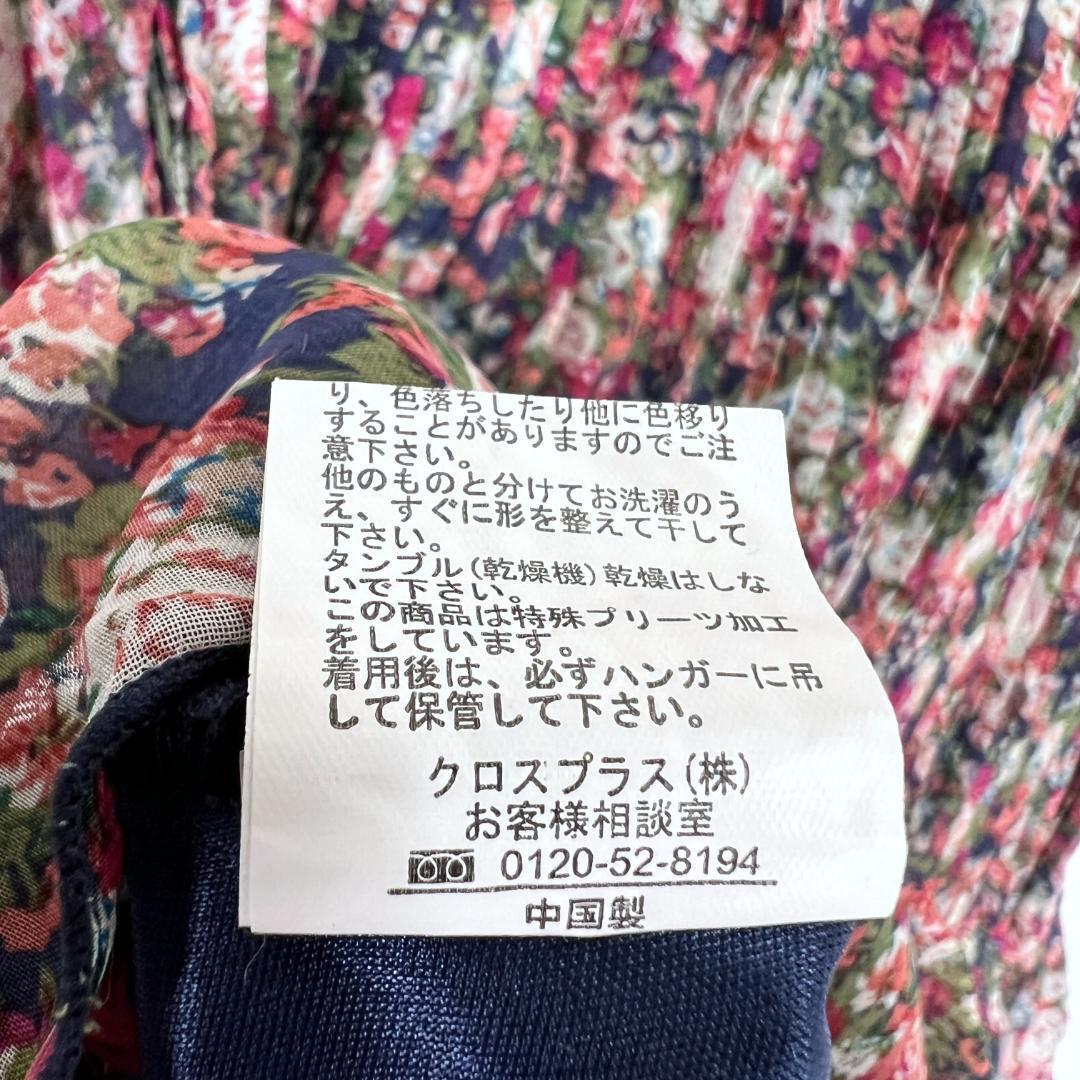 り、色落ちしたり他に色移り
することがありますのでご注
意下さい。
他のものと分けてお洗濯のう
え、すぐに形を整えて干して
下さい。
タンブル(乾燥機)乾燥はしな
いで下さい。
この商品は特殊プリーツ加工
をしています。
着用後は、必ずハンガーに吊
して保管して下さい。
クロスプラス(株)
お客様相談室
0120-52-8194
中国製